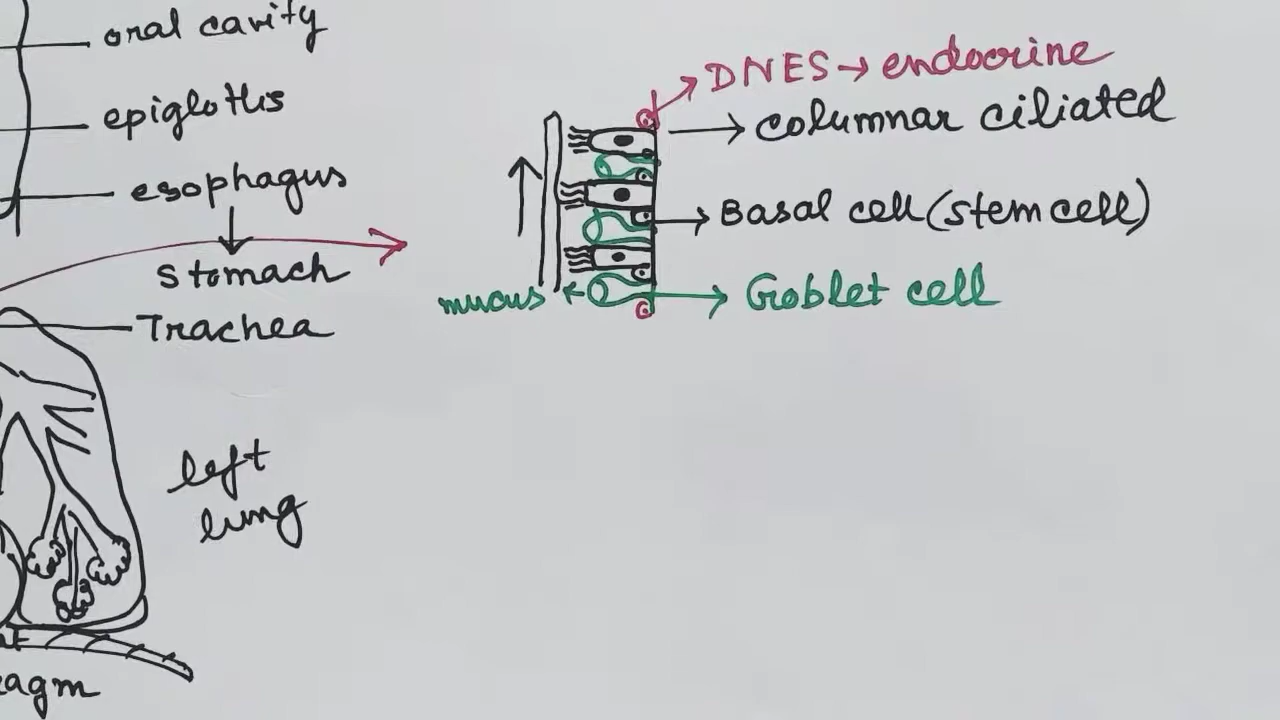 oral cavity
epiglottis
esophagus
stomach
Trachea
left
lung
DNES → endocrine
columnar ciliated
Basal cell (stem cell)
mucus
Goblet cell